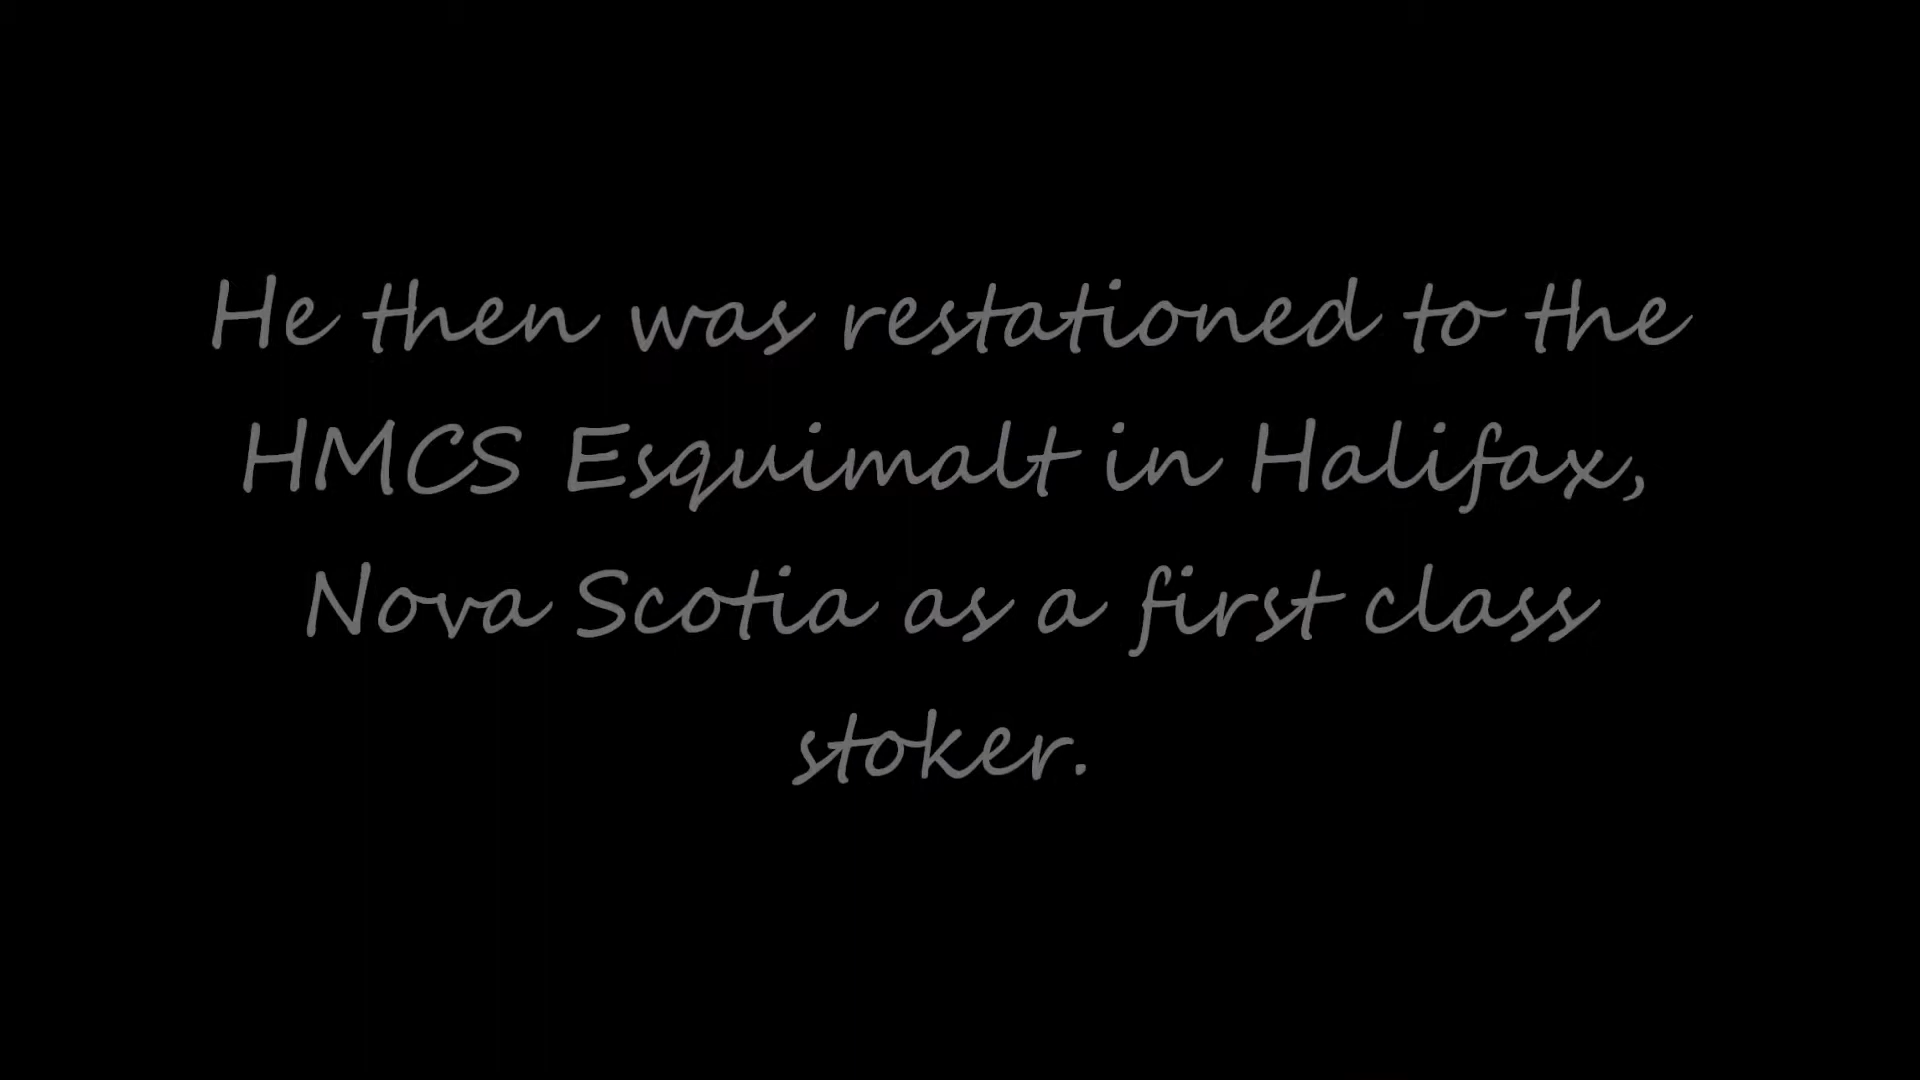 He then was restationed to the
HMCS Esquimalt in Halifax,
Nova Scotia as a first class
stoker.